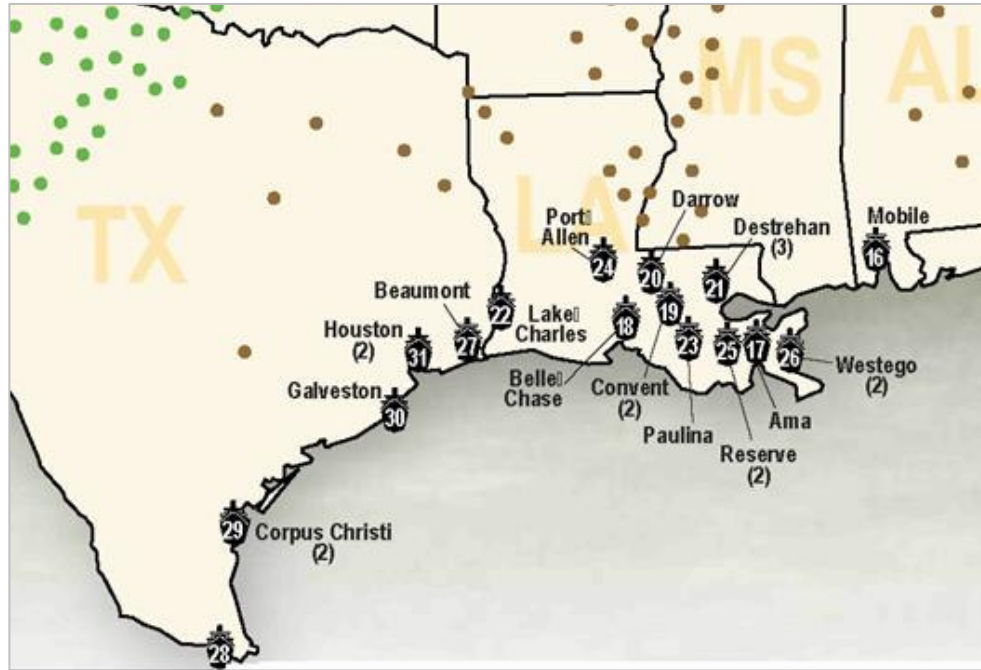 MS
AL
TX
LA
Port▯
Allen
24
Darrow
20
Destrehan
(3)
21
Mobile
16
Beaumont
27
22
Lake▯
Charles
Houston
(2)
31
Galveston
30
18
Belle▯
Chase
19
Convent
(2)
23
Paulina
25
Reserve
(2)
17
Ama
26
Westego
(2)
29
Corpus Christi
(2)
28